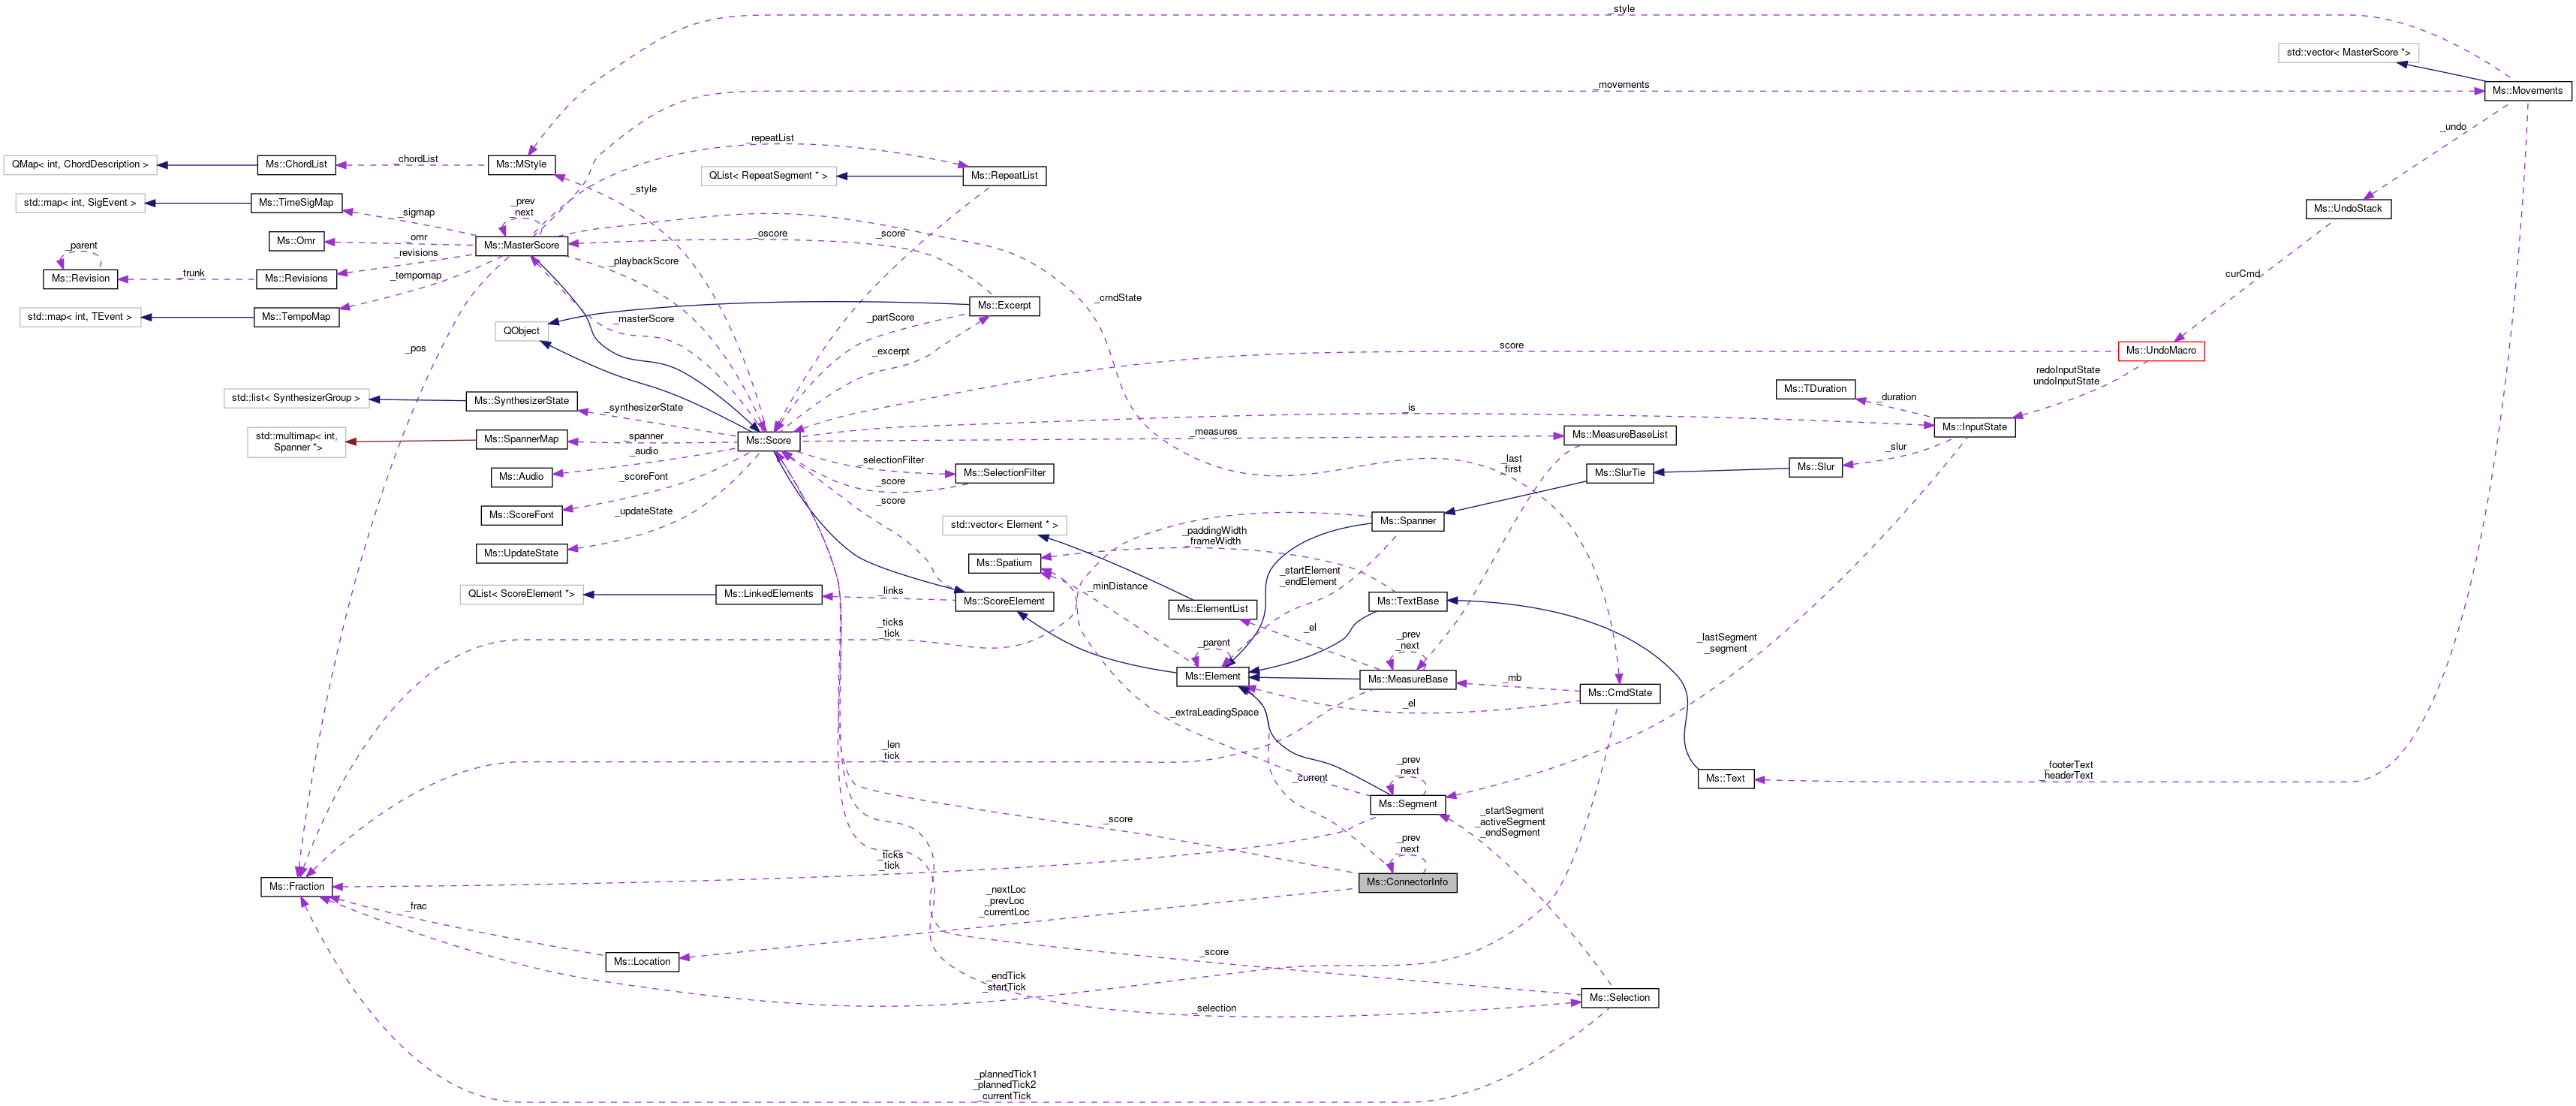 _style
std::vector< MasterScore *>
Ms::Movements
_movements
_undo
_repeatList
QMap< int, ChordDescription >
Ms::ChordList
_chordList
Ms::MStyle
QList< RepeatSegment * >
Ms::RepeatList
_style
std::map< int, SigEvent >
Ms::TimeSigMap
_sigmap
_prev
_next
Ms::UndoStack
Ms::Omr
_omr
Ms::MasterScore
_oscore
_score
_parent
_revisions
Ms::Revision
_trunk
Ms::Revisions
_tempomap
_playbackScore
curCmd
_cmdState
std::map< int, TEvent >
Ms::TempoMap
Ms::Excerpt
_masterScore
_partScore
QObject
_pos
_excerpt
score
Ms::UndoMacro
redoInputState
undoInputState
Ms::TDuration
_duration
std::list< SynthesizerGroup >
Ms::SynthesizerState
_synthesizerState
_is
Ms::InputState
std::multimap< int,
Spanner *>
Ms::SpannerMap
_spanner
Ms::Score
_measures
Ms::MeasureBaseList
_slur
_audio
_selectionFilter
_last
_first
Ms::Audio
_scoreFont
_score
Ms::SelectionFilter
Ms::SlurTie
Ms::Slur
_score
Ms::ScoreFont
_updateState
std::vector< Element * >
Ms::Spanner
_paddingWidth
_frameWidth
Ms::UpdateState
Ms::Spatium
_startElement
_endElement
_minDistance
QList< ScoreElement *>
Ms::LinkedElements
_links
Ms::ScoreElement
Ms::ElementList
Ms::TextBase
_ticks
_tick
_el
_parent
_prev
_next
_lastSegment
_segment
Ms::Element
Ms::MeasureBase
_mb
Ms::CmdState
_el
_extraLeadingSpace
_len
_tick
_current
_prev
_next
Ms::Text
_footerText
_headerText
Ms::Segment
_score
_startSegment
_activeSegment
_endSegment
_prev
_next
_ticks
_tick
Ms::Fraction
Ms::ConnectorInfo
_frac
_nextLoc
_prevLoc
_currentLoc
Ms::Location
_score
_endTick
_startTick
Ms::Selection
_selection
_plannedTick1
_plannedTick2
_currentTick